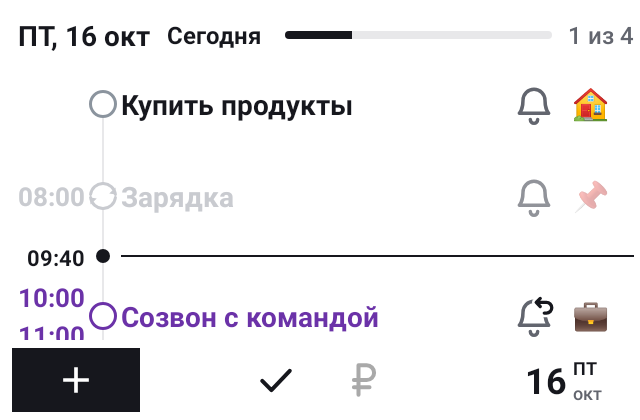 ПТ, 16 окт Сегодня 1 из 4
Купить продукты
08:00 Зарядка
09:40
10:00
Созвон с командой
11:00
16 ПТ
окт